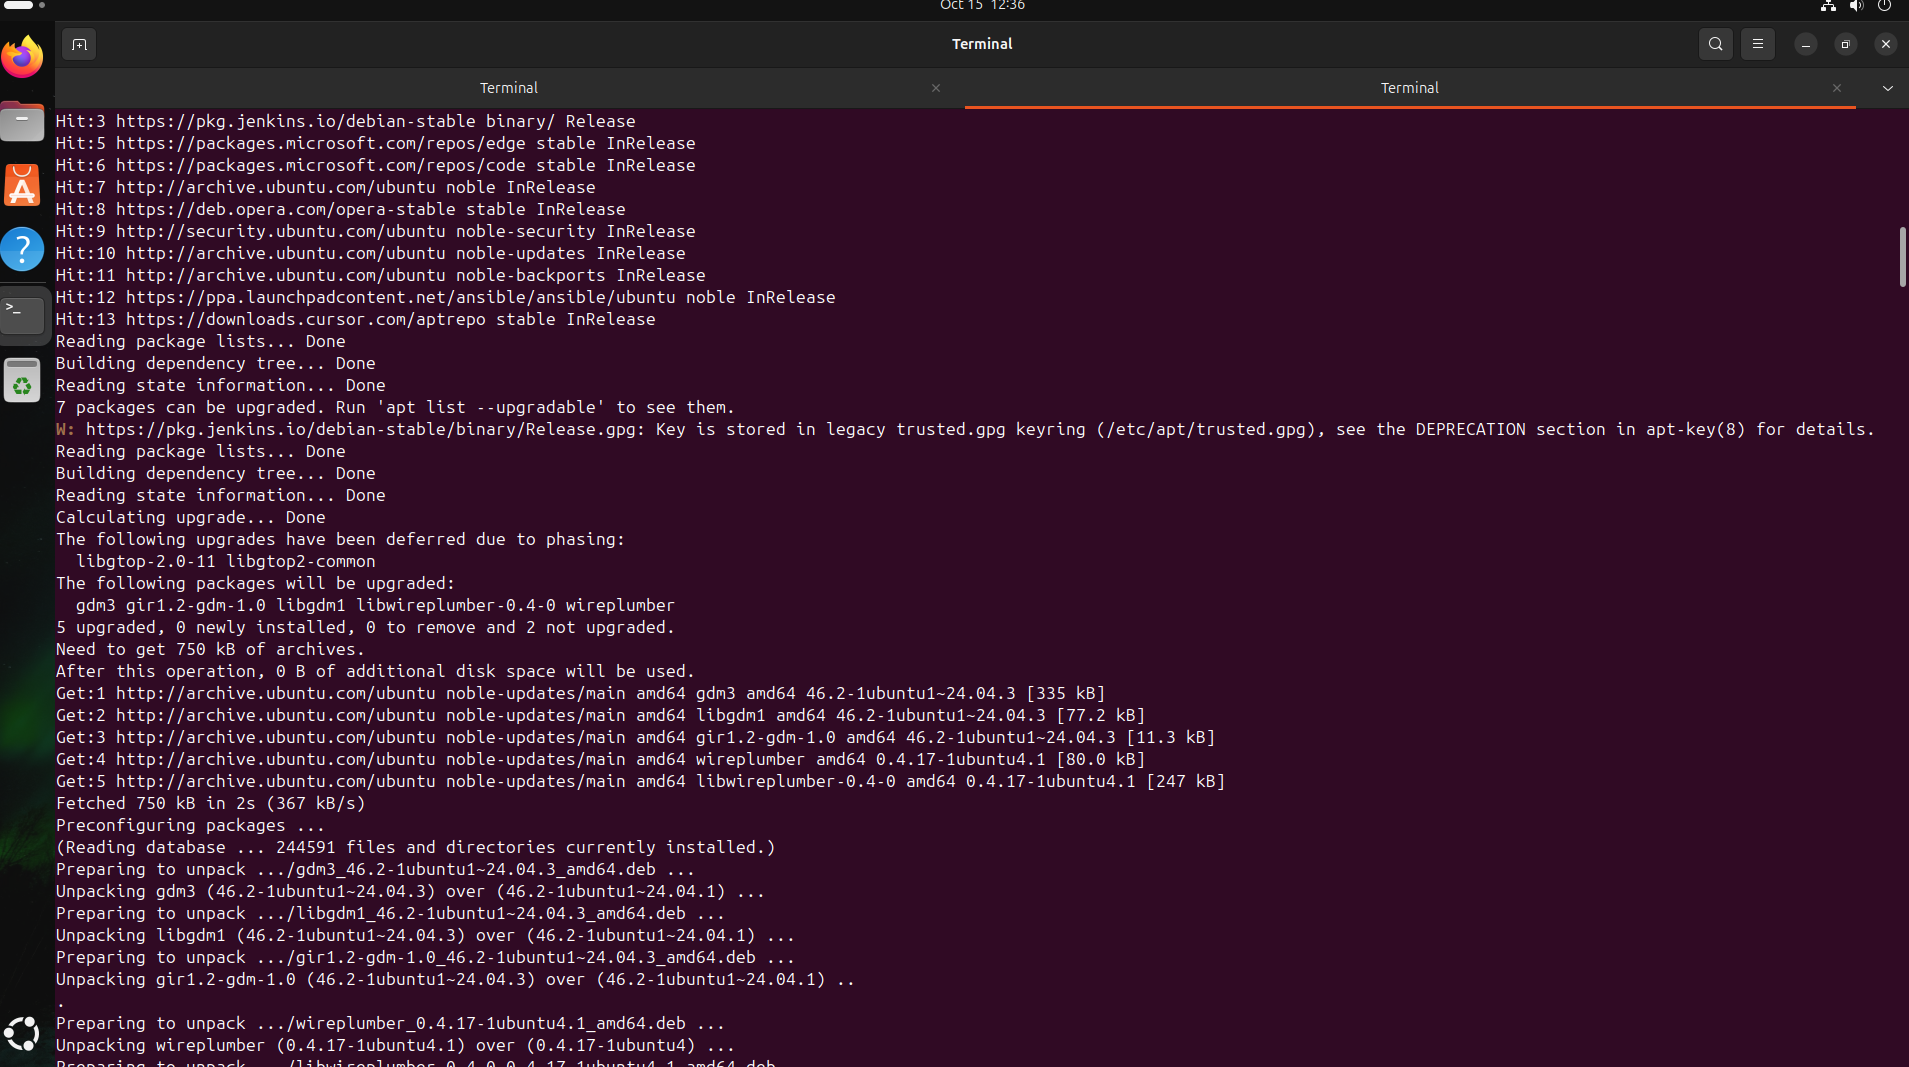 Oct 15 12:36
Terminal
Terminal
Terminal
Hit:3 https://pkg.jenkins.io/debian-stable binary/ Release
Hit:5 https://packages.microsoft.com/repos/edge stable InRelease
Hit:6 https://packages.microsoft.com/repos/code stable InRelease
Hit:7 http://archive.ubuntu.com/ubuntu noble InRelease
Hit:8 https://deb.opera.com/opera-stable stable InRelease
Hit:9 http://security.ubuntu.com/ubuntu noble-security InRelease
Hit:10 http://archive.ubuntu.com/ubuntu noble-updates InRelease
Hit:11 http://archive.ubuntu.com/ubuntu noble-backports InRelease
Hit:12 https://ppa.launchpadcontent.net/ansible/ansible/ubuntu noble InRelease
Hit:13 https://downloads.cursor.com/aptrepo stable InRelease
Reading package lists... Done
Building dependency tree... Done
Reading state information... Done
7 packages can be upgraded. Run 'apt list --upgradable' to see them.
W: https://pkg.jenkins.io/debian-stable/binary/Release.gpg: Key is stored in legacy trusted.gpg keyring (/etc/apt/trusted.gpg), see the DEPRECATION section in apt-key(8) for details.
Reading package lists... Done
Building dependency tree... Done
Reading state information... Done
Calculating upgrade... Done
The following upgrades have been deferred due to phasing:
  libgtop-2.0-11 libgtop2-common
The following packages will be upgraded:
  gdm3 gir1.2-gdm-1.0 libgdm1 libwireplumber-0.4-0 wireplumber
5 upgraded, 0 newly installed, 0 to remove and 2 not upgraded.
Need to get 750 kB of archives.
After this operation, 0 B of additional disk space will be used.
Get:1 http://archive.ubuntu.com/ubuntu noble-updates/main amd64 gdm3 amd64 46.2-1ubuntu1~24.04.3 [335 kB]
Get:2 http://archive.ubuntu.com/ubuntu noble-updates/main amd64 libgdm1 amd64 46.2-1ubuntu1~24.04.3 [77.2 kB]
Get:3 http://archive.ubuntu.com/ubuntu noble-updates/main amd64 gir1.2-gdm-1.0 amd64 46.2-1ubuntu1~24.04.3 [11.3 kB]
Get:4 http://archive.ubuntu.com/ubuntu noble-updates/main amd64 wireplumber amd64 0.4.17-1ubuntu4.1 [80.0 kB]
Get:5 http://archive.ubuntu.com/ubuntu noble-updates/main amd64 libwireplumber-0.4-0 amd64 0.4.17-1ubuntu4.1 [247 kB]
Fetched 750 kB in 2s (367 kB/s)
Preconfiguring packages ...
(Reading database ... 244591 files and directories currently installed.)
Preparing to unpack .../gdm3_46.2-1ubuntu1~24.04.3_amd64.deb ...
Unpacking gdm3 (46.2-1ubuntu1~24.04.3) over (46.2-1ubuntu1~24.04.1) ...
Preparing to unpack .../libgdm1_46.2-1ubuntu1~24.04.3_amd64.deb ...
Unpacking libgdm1 (46.2-1ubuntu1~24.04.3) over (46.2-1ubuntu1~24.04.1) ...
Preparing to unpack .../gir1.2-gdm-1.0_46.2-1ubuntu1~24.04.3_amd64.deb ...
Unpacking gir1.2-gdm-1.0 (46.2-1ubuntu1~24.04.3) over (46.2-1ubuntu1~24.04.1) ..
.
Preparing to unpack .../wireplumber_0.4.17-1ubuntu4.1_amd64.deb ...
Unpacking wireplumber (0.4.17-1ubuntu4.1) over (0.4.17-1ubuntu4) ...
Preparing to unpack .../libwireplumber-0.4-0_0.4.17-1ubuntu4.1_amd64.deb